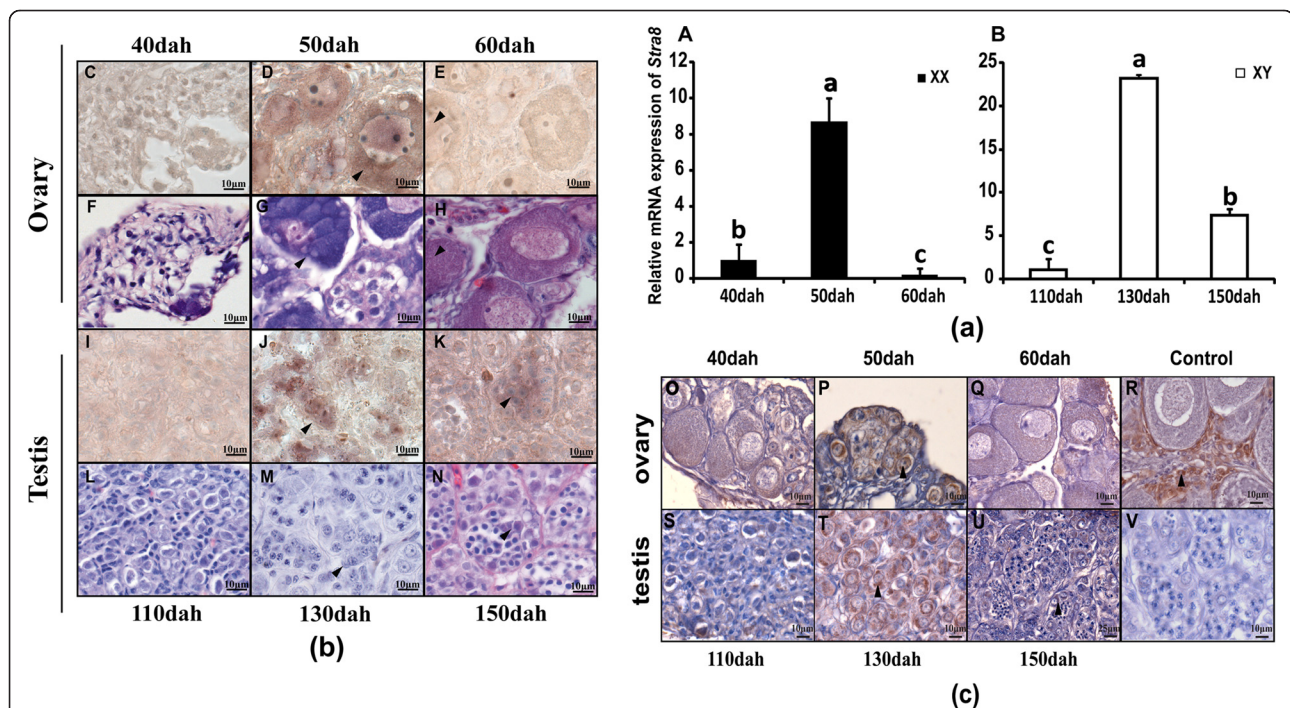 40dah 50dah 60dah
Ovary
C D E
10μm 10μm 10μm
F G H
10μm 10μm 10μm
Testis
I J K
10μm 10μm 10μm
L M N
10μm 10μm 10μm
110dah 130dah 150dah
(b)
A
Relative mRNA expression of Stra8
12
10
8
6
4
2
0
XX
b a c
40dah 50dah 60dah
B
25
20
15
10
5
0
XY
c a b
110dah 130dah 150dah
(a)
40dah 50dah 60dah Control
ovary
O P Q R
10μm 10μm 10μm 10μm
testis
S T U V
10μm 10μm 25μm 10μm
110dah 130dah 150dah
(c)